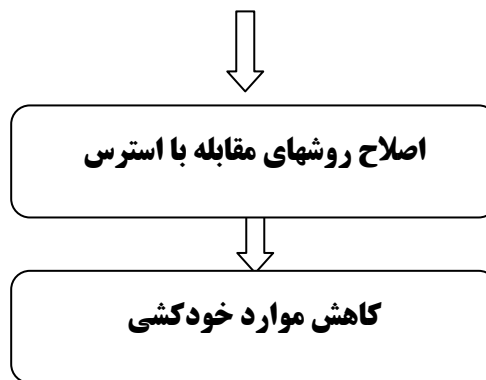 اصلاح روشهای مقابله با استرس
کاهش موارد خودکشی